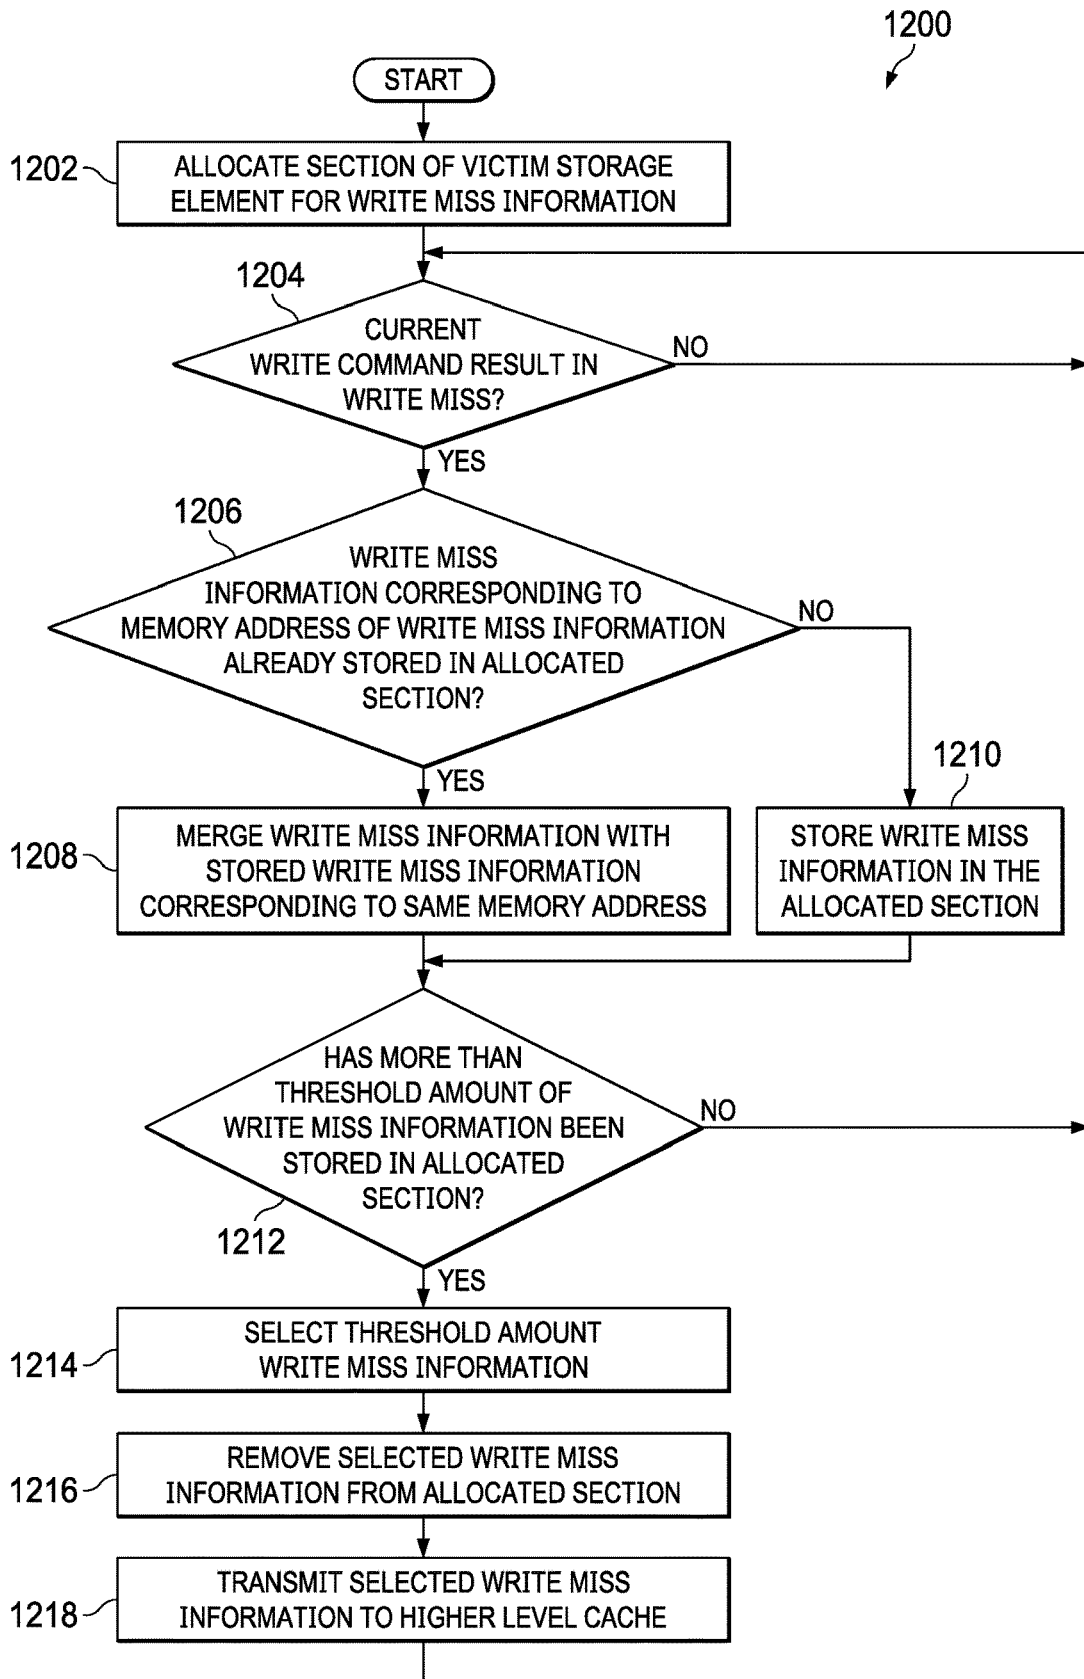 1200
START
1202
ALLOCATE SECTION OF VICTIM STORAGE
ELEMENT FOR WRITE MISS INFORMATION
1204
CURRENT
WRITE COMMAND RESULT IN
WRITE MISS?
NO
YES
1206
WRITE MISS
INFORMATION CORRESPONDING TO
MEMORY ADDRESS OF WRITE MISS INFORMATION
ALREADY STORED IN ALLOCATED
SECTION?
NO
YES
1208
MERGE WRITE MISS INFORMATION WITH
STORED WRITE MISS INFORMATION
CORRESPONDING TO SAME MEMORY ADDRESS
1210
STORE WRITE MISS
INFORMATION IN THE
ALLOCATED SECTION
HAS MORE THAN
THRESHOLD AMOUNT OF
WRITE MISS INFORMATION BEEN
STORED IN ALLOCATED
SECTION?
NO
1212
YES
1214
SELECT THRESHOLD AMOUNT
WRITE MISS INFORMATION
1216
REMOVE SELECTED WRITE MISS
INFORMATION FROM ALLOCATED SECTION
1218
TRANSMIT SELECTED WRITE MISS
INFORMATION TO HIGHER LEVEL CACHE